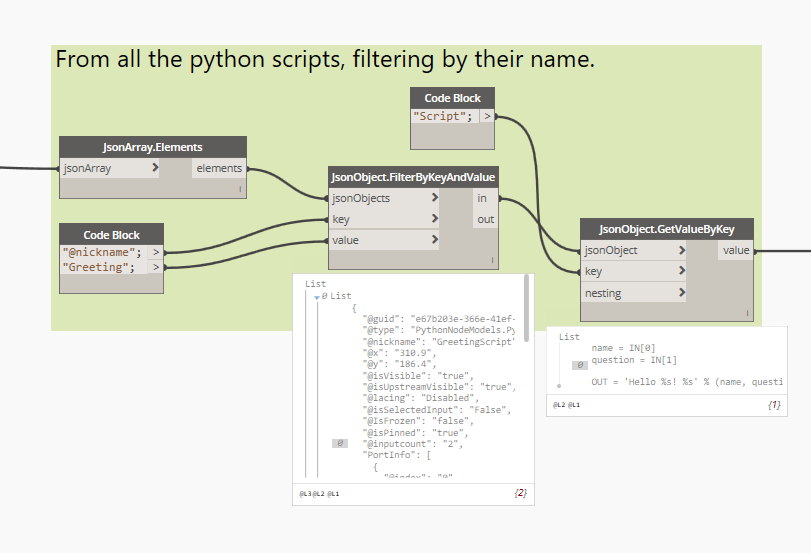 From all the python scripts, filtering by their name.
Code Block
"Script"; >
JsonArray.Elements
jsonArray > elements
JsonObject.FilterByKeyAndValue
jsonObjects > in
key > out
value >
Code Block
"@nickname"; >
"Greeting"; >
JsonObject.GetValueByKey
jsonObject > value
key >
nesting >
List
0 List
{
"@guid": "e67b203e-366e-41ef-
"@type": "PythonNodeModels.Py
"@nickname": "GreetingScript"
"@x": "310.9",
"@y": "186.4",
"@isVisible": "true",
"@isUpstreamVisible": "true",
"@lacing": "Disabled",
"@isSelectedInput": "False",
"@IsFrozen": "false",
"@isPinned": "true",
0 "@inputcount": "2",
"PortInfo": [
{
"@index": "0"
@L3 @L2 @L1 {2}
List
name = IN[0]
0 question = IN[1]
OUT = 'Hello %s! %s' % (name, questi
@L2 @L1 {1}